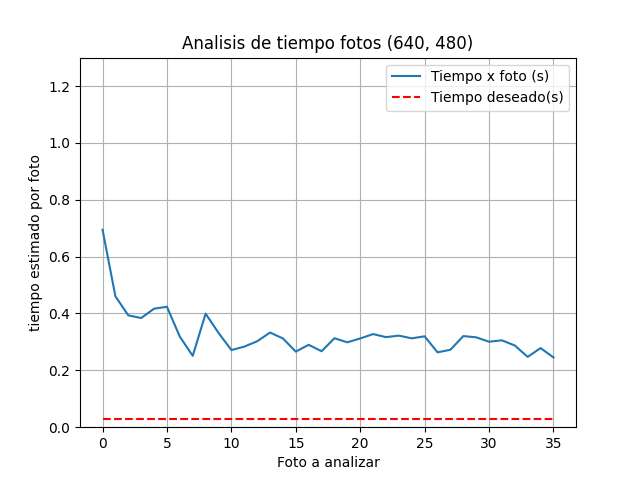 Analisis de tiempo fotos (640, 480)
Tiempo x foto (s)
Tiempo deseado(s)
tiempo estimado por foto
1.2
1.0
0.8
0.6
0.4
0.2
0.0
0 5 10 15 20 25 30 35
Foto a analizar